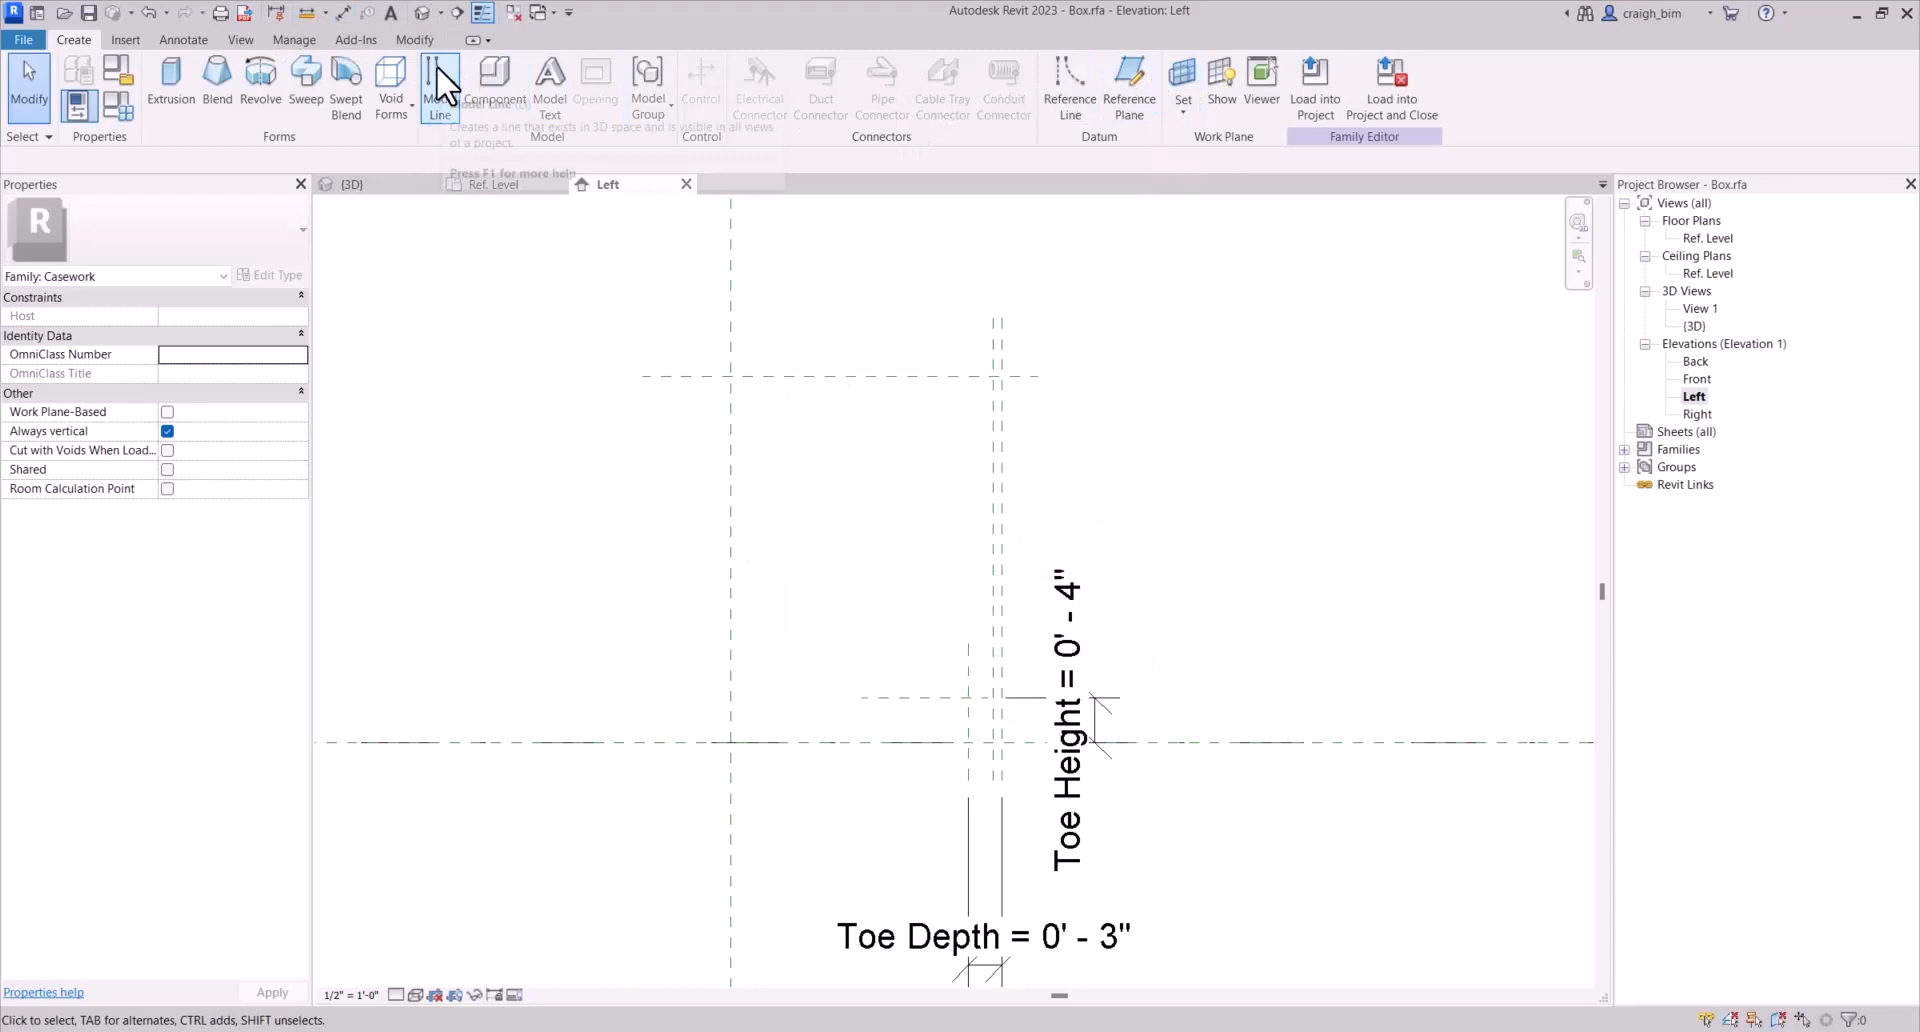 Autodesk Revit 2023 - Box.rfa - Elevation: Left
craigh_bim
File Create Insert Annotate View Manage Add-Ins Modify
Modify
Extrusion Blend Revolve Sweep Swept Blend Void Forms
Line
Component
Model Text
Opening
Model Group
Control
Electrical Connector
Duct Connector
Pipe Connector
Cable Tray Connector
Conduit Connector
Reference Line
Reference Plane
Set
Show
Viewer
Load into Project
Load into Project and Close
Select Properties Forms Model Control Connectors Datum Work Plane Family Editor
Creates a line that exists in 3D space and is visible in all views
of a project.
Press F1 for more help
Properties
{3D}
Ref. Level
Left
Family: Casework
Edit Type
Constraints
Host
Identity Data
OmniClass Number
OmniClass Title
Other
Work Plane-Based
Always vertical
Cut with Voids When Load...
Shared
Room Calculation Point
Properties help
Apply
Toe Height = 0' - 4"
Toe Depth = 0' - 3"
1/2" = 1'-0"
Project Browser - Box.rfa
Views (all)
Floor Plans
Ref. Level
Ceiling Plans
Ref. Level
3D Views
View 1
{3D}
Elevations (Elevation 1)
Back
Front
Left
Right
Sheets (all)
Families
Groups
Revit Links
Click to select, TAB for alternates, CTRL adds, SHIFT unselects.
:0